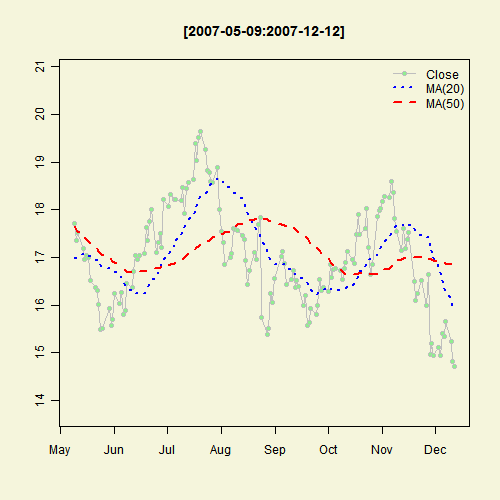 [2007-05-09:2007-12-12]
Close
MA(20)
MA(50)
21
20
19
18
17
16
15
14
May Jun Jul Aug Sep Oct Nov Dec